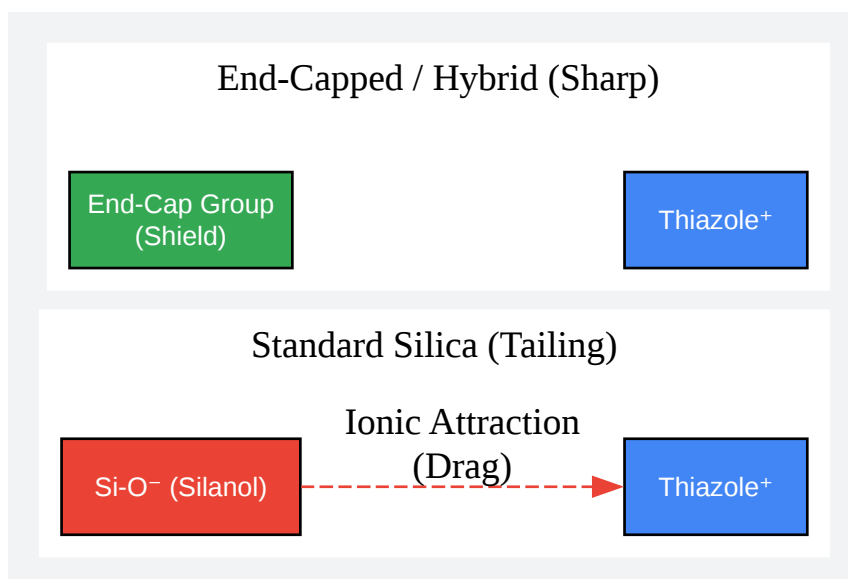 End-Capped / Hybrid (Sharp)
End-Cap Group
(Shield)
Thiazole⁺
Standard Silica (Tailing)
Ionic Attraction
(Drag)
Si-O⁻ (Silanol)
Thiazole⁺